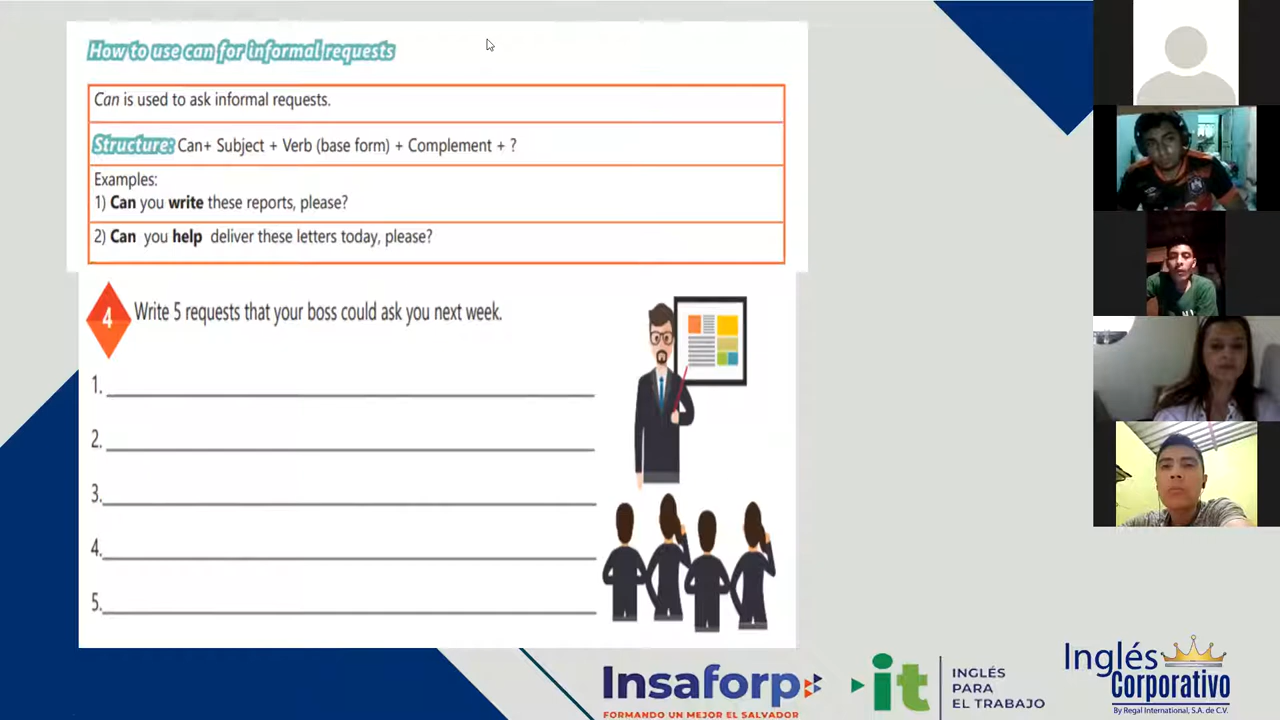 How to use can for informal requests
Can is used to ask informal requests.
Structure: Can+ Subject + Verb (base form) + Complement + ?
Examples:
1) Can you write these reports, please?
2) Can you help deliver these letters today, please?
4 Write 5 requests that your boss could ask you next week.
1.
2.
3.
4.
5.
Insaforp
FORMANDO UN MEJOR EL SALVADOR
it
INGLÉS
PARA
EL TRABAJO
Inglés
Corporativo
By Regal International, S.A. de C.V.